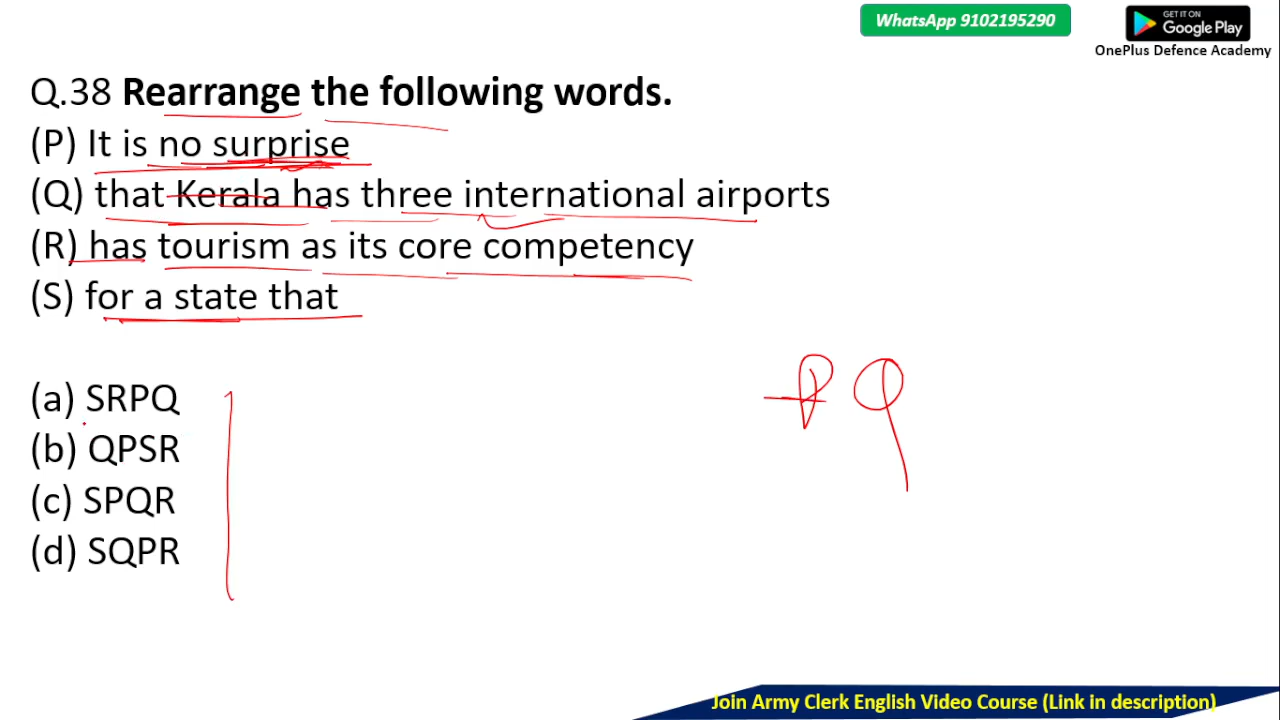 WhatsApp 9102195290
GET IT ON
Google Play
OnePlus Defence Academy
Q.38 Rearrange the following words.
(P) It is no surprise
(Q) that Kerala has three international airports
(R) has tourism as its core competency
(S) for a state that
(a) SRPQ
(b) QPSR
(c) SPQR
(d) SQPR
P Q
Join Army Clerk English Video Course (Link in description)